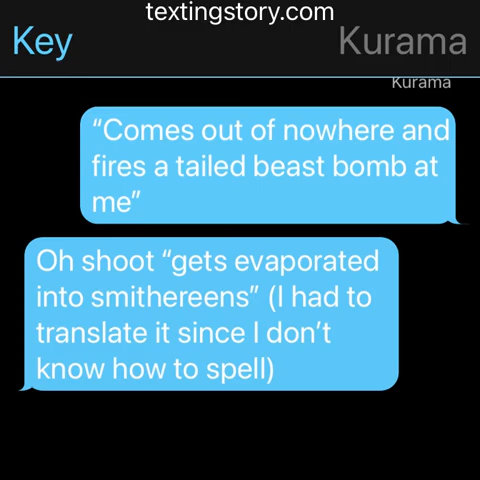 textingstory.com
Key
Kurama
Kurama
“Comes out of nowhere and
fires a tailed beast bomb at
me”
Oh shoot “gets evaporated
into smithereens” (I had to
translate it since I don’t
know how to spell)